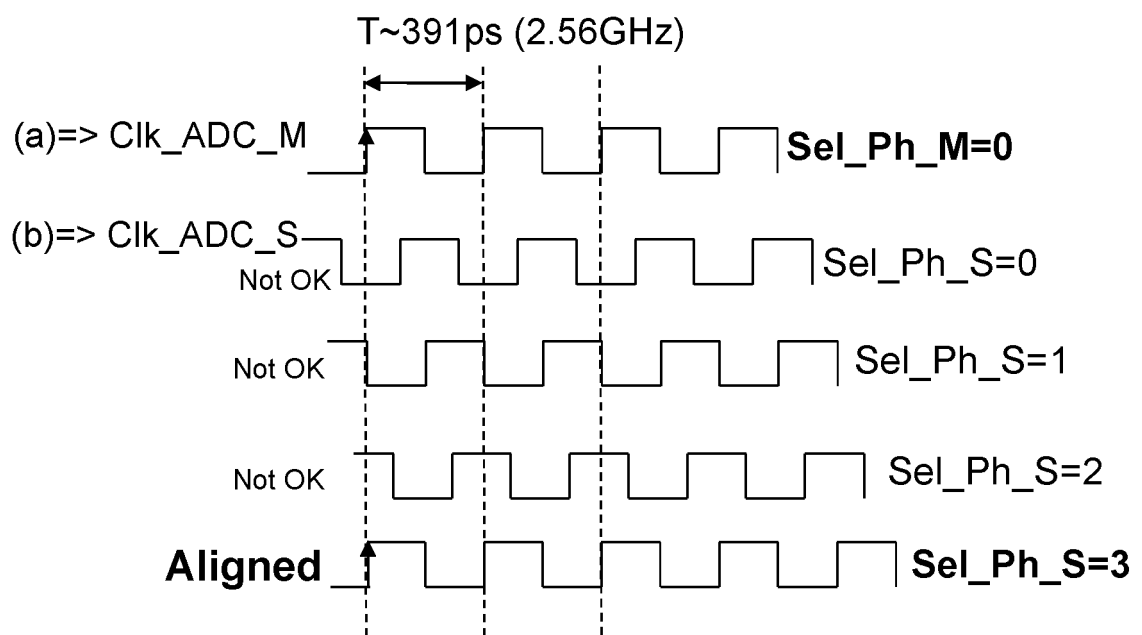 T~391ps (2.56GHz)
(a)=> Clk_ADC_M
Sel_Ph_M=0
(b)=> Clk_ADC_S
Not OK
Sel_Ph_S=0
Not OK
Sel_Ph_S=1
Not OK
Sel_Ph_S=2
Aligned
Sel_Ph_S=3